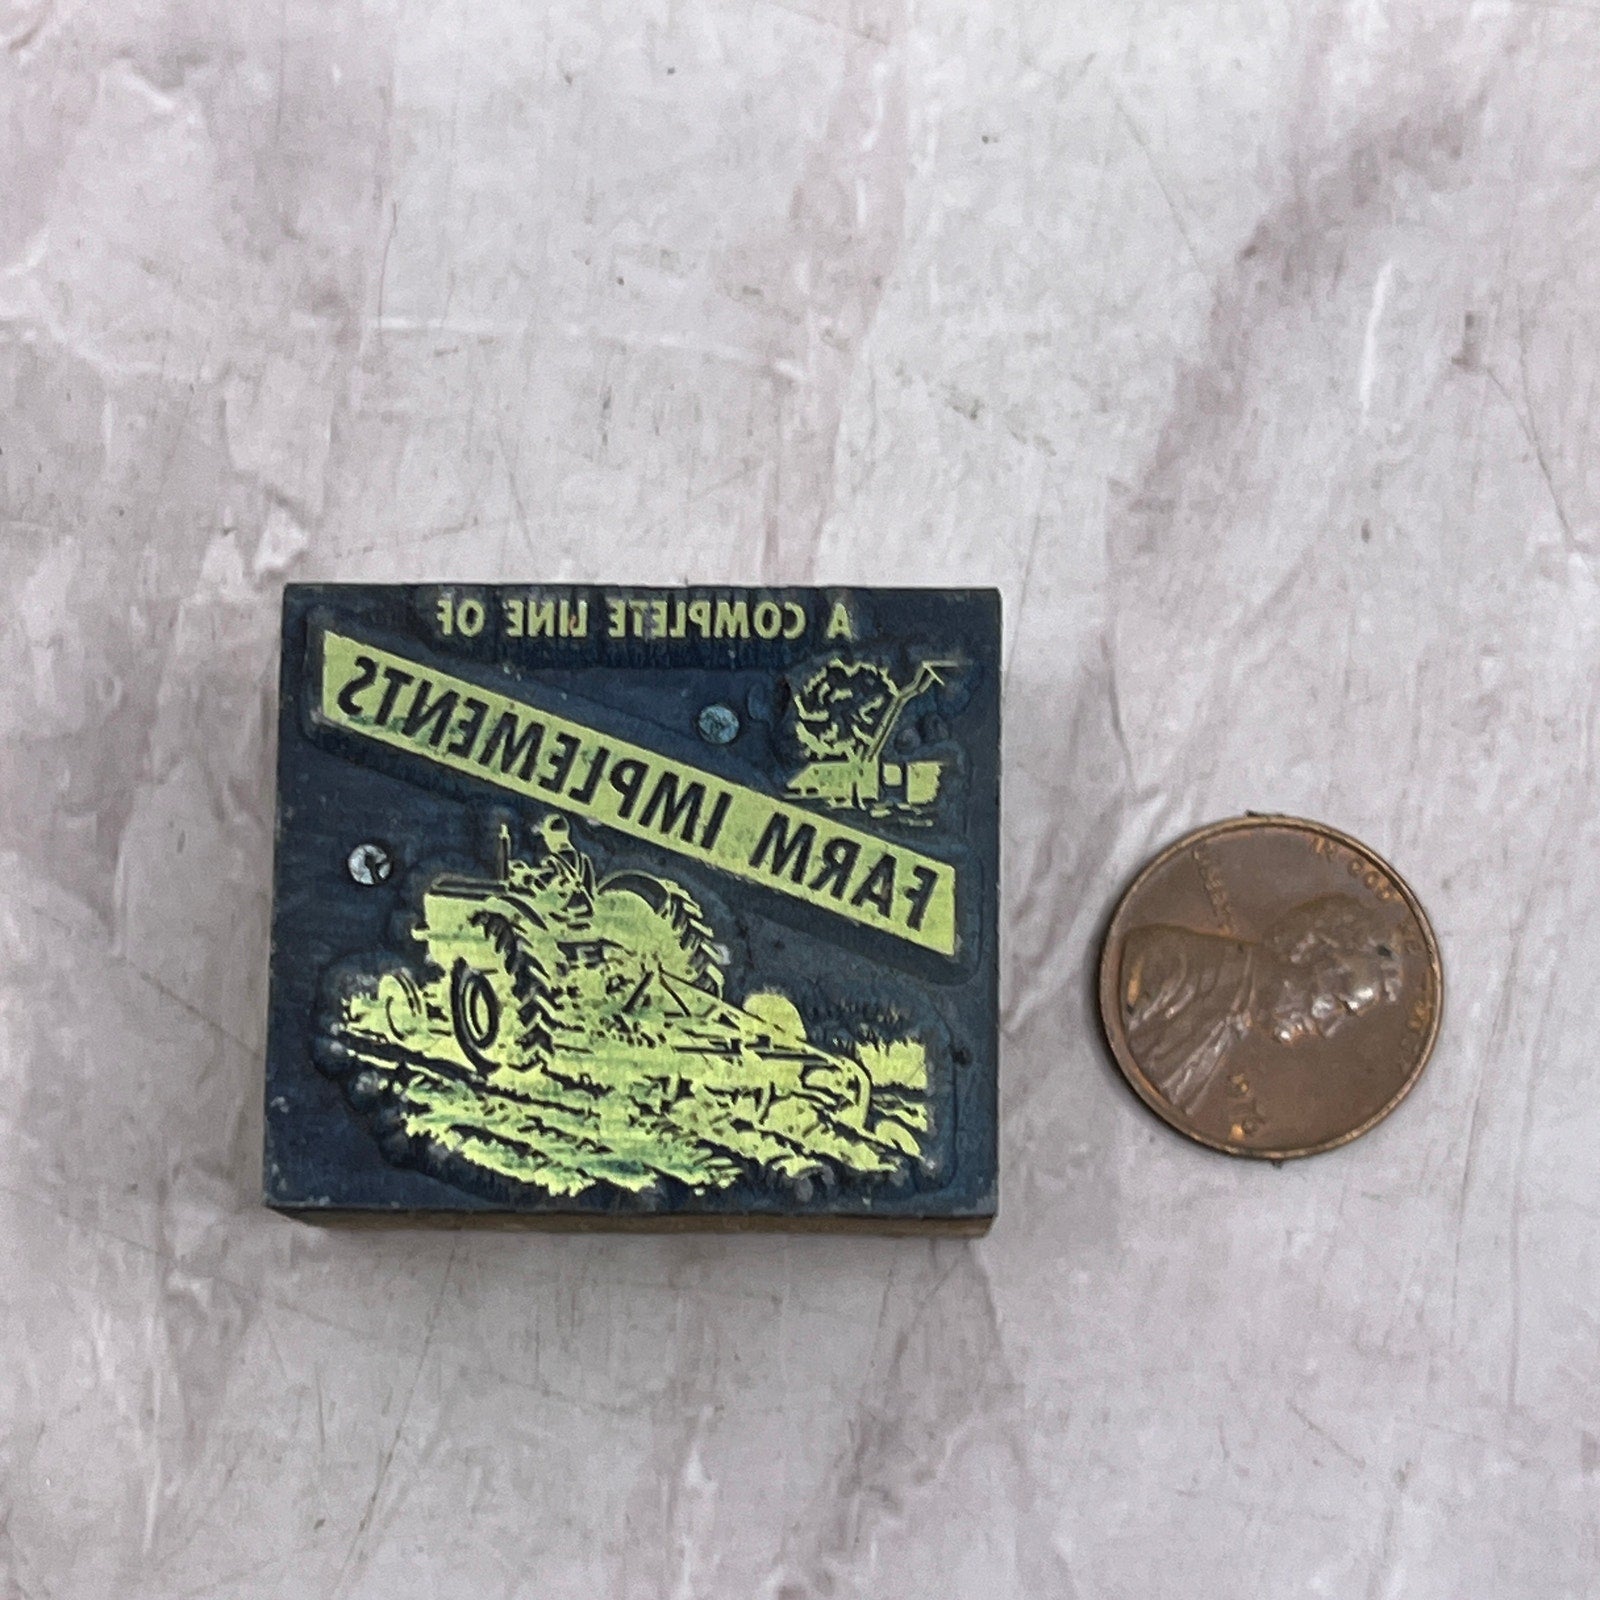 A COMPLETE LINE OF
FARM IMPLEMENTS